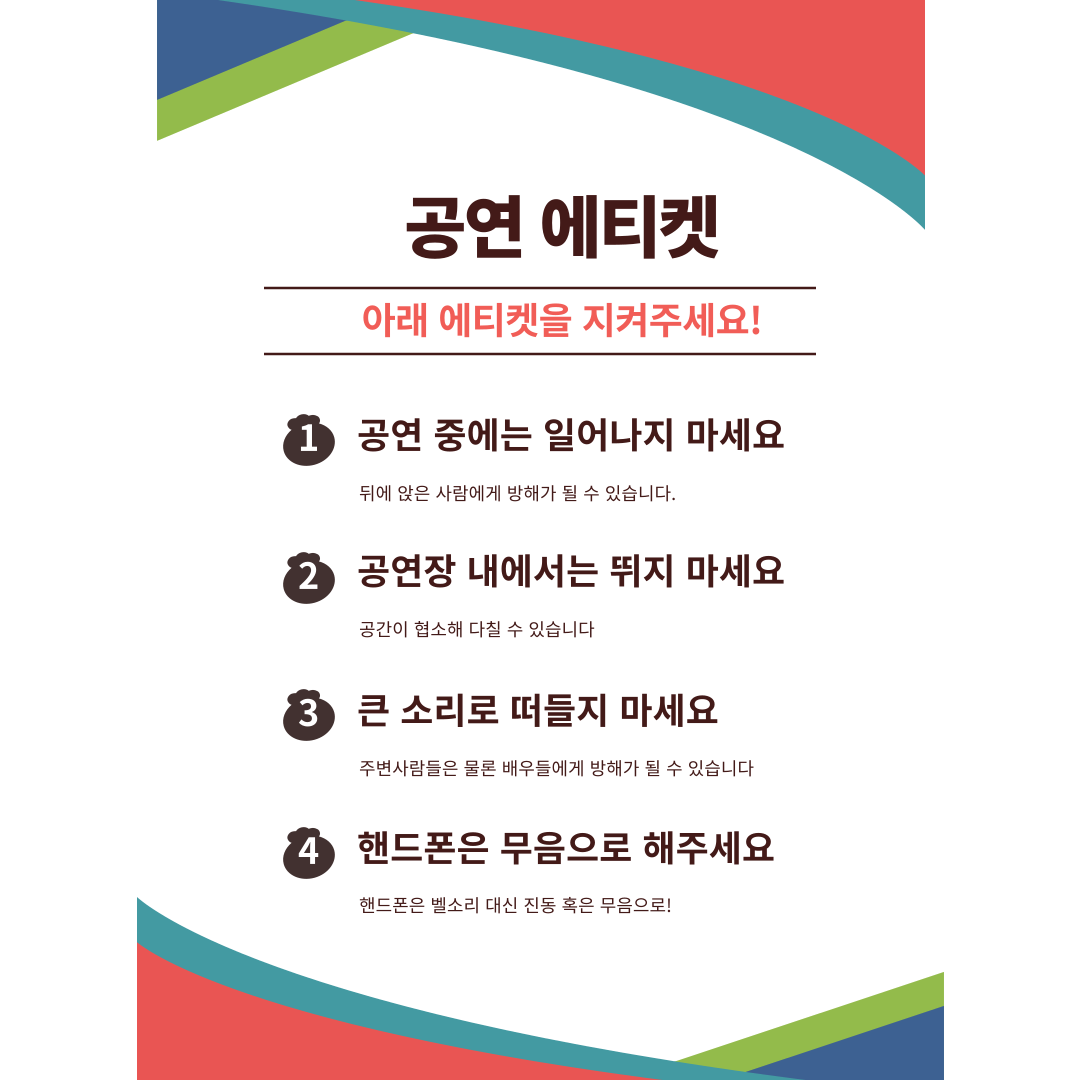 공연 에티켓
아래 에티켓을 지켜주세요!
1 공연 중에는 일어나지 마세요
뒤에 앉은 사람에게 방해가 될 수 있습니다.
2 공연장 내에서는 뛰지 마세요
공간이 협소해 다칠 수 있습니다
3 큰 소리로 떠들지 마세요
주변사람들은 물론 배우들에게 방해가 될 수 있습니다
4 핸드폰은 무음으로 해주세요
핸드폰은 벨소리 대신 진동 혹은 무음으로!